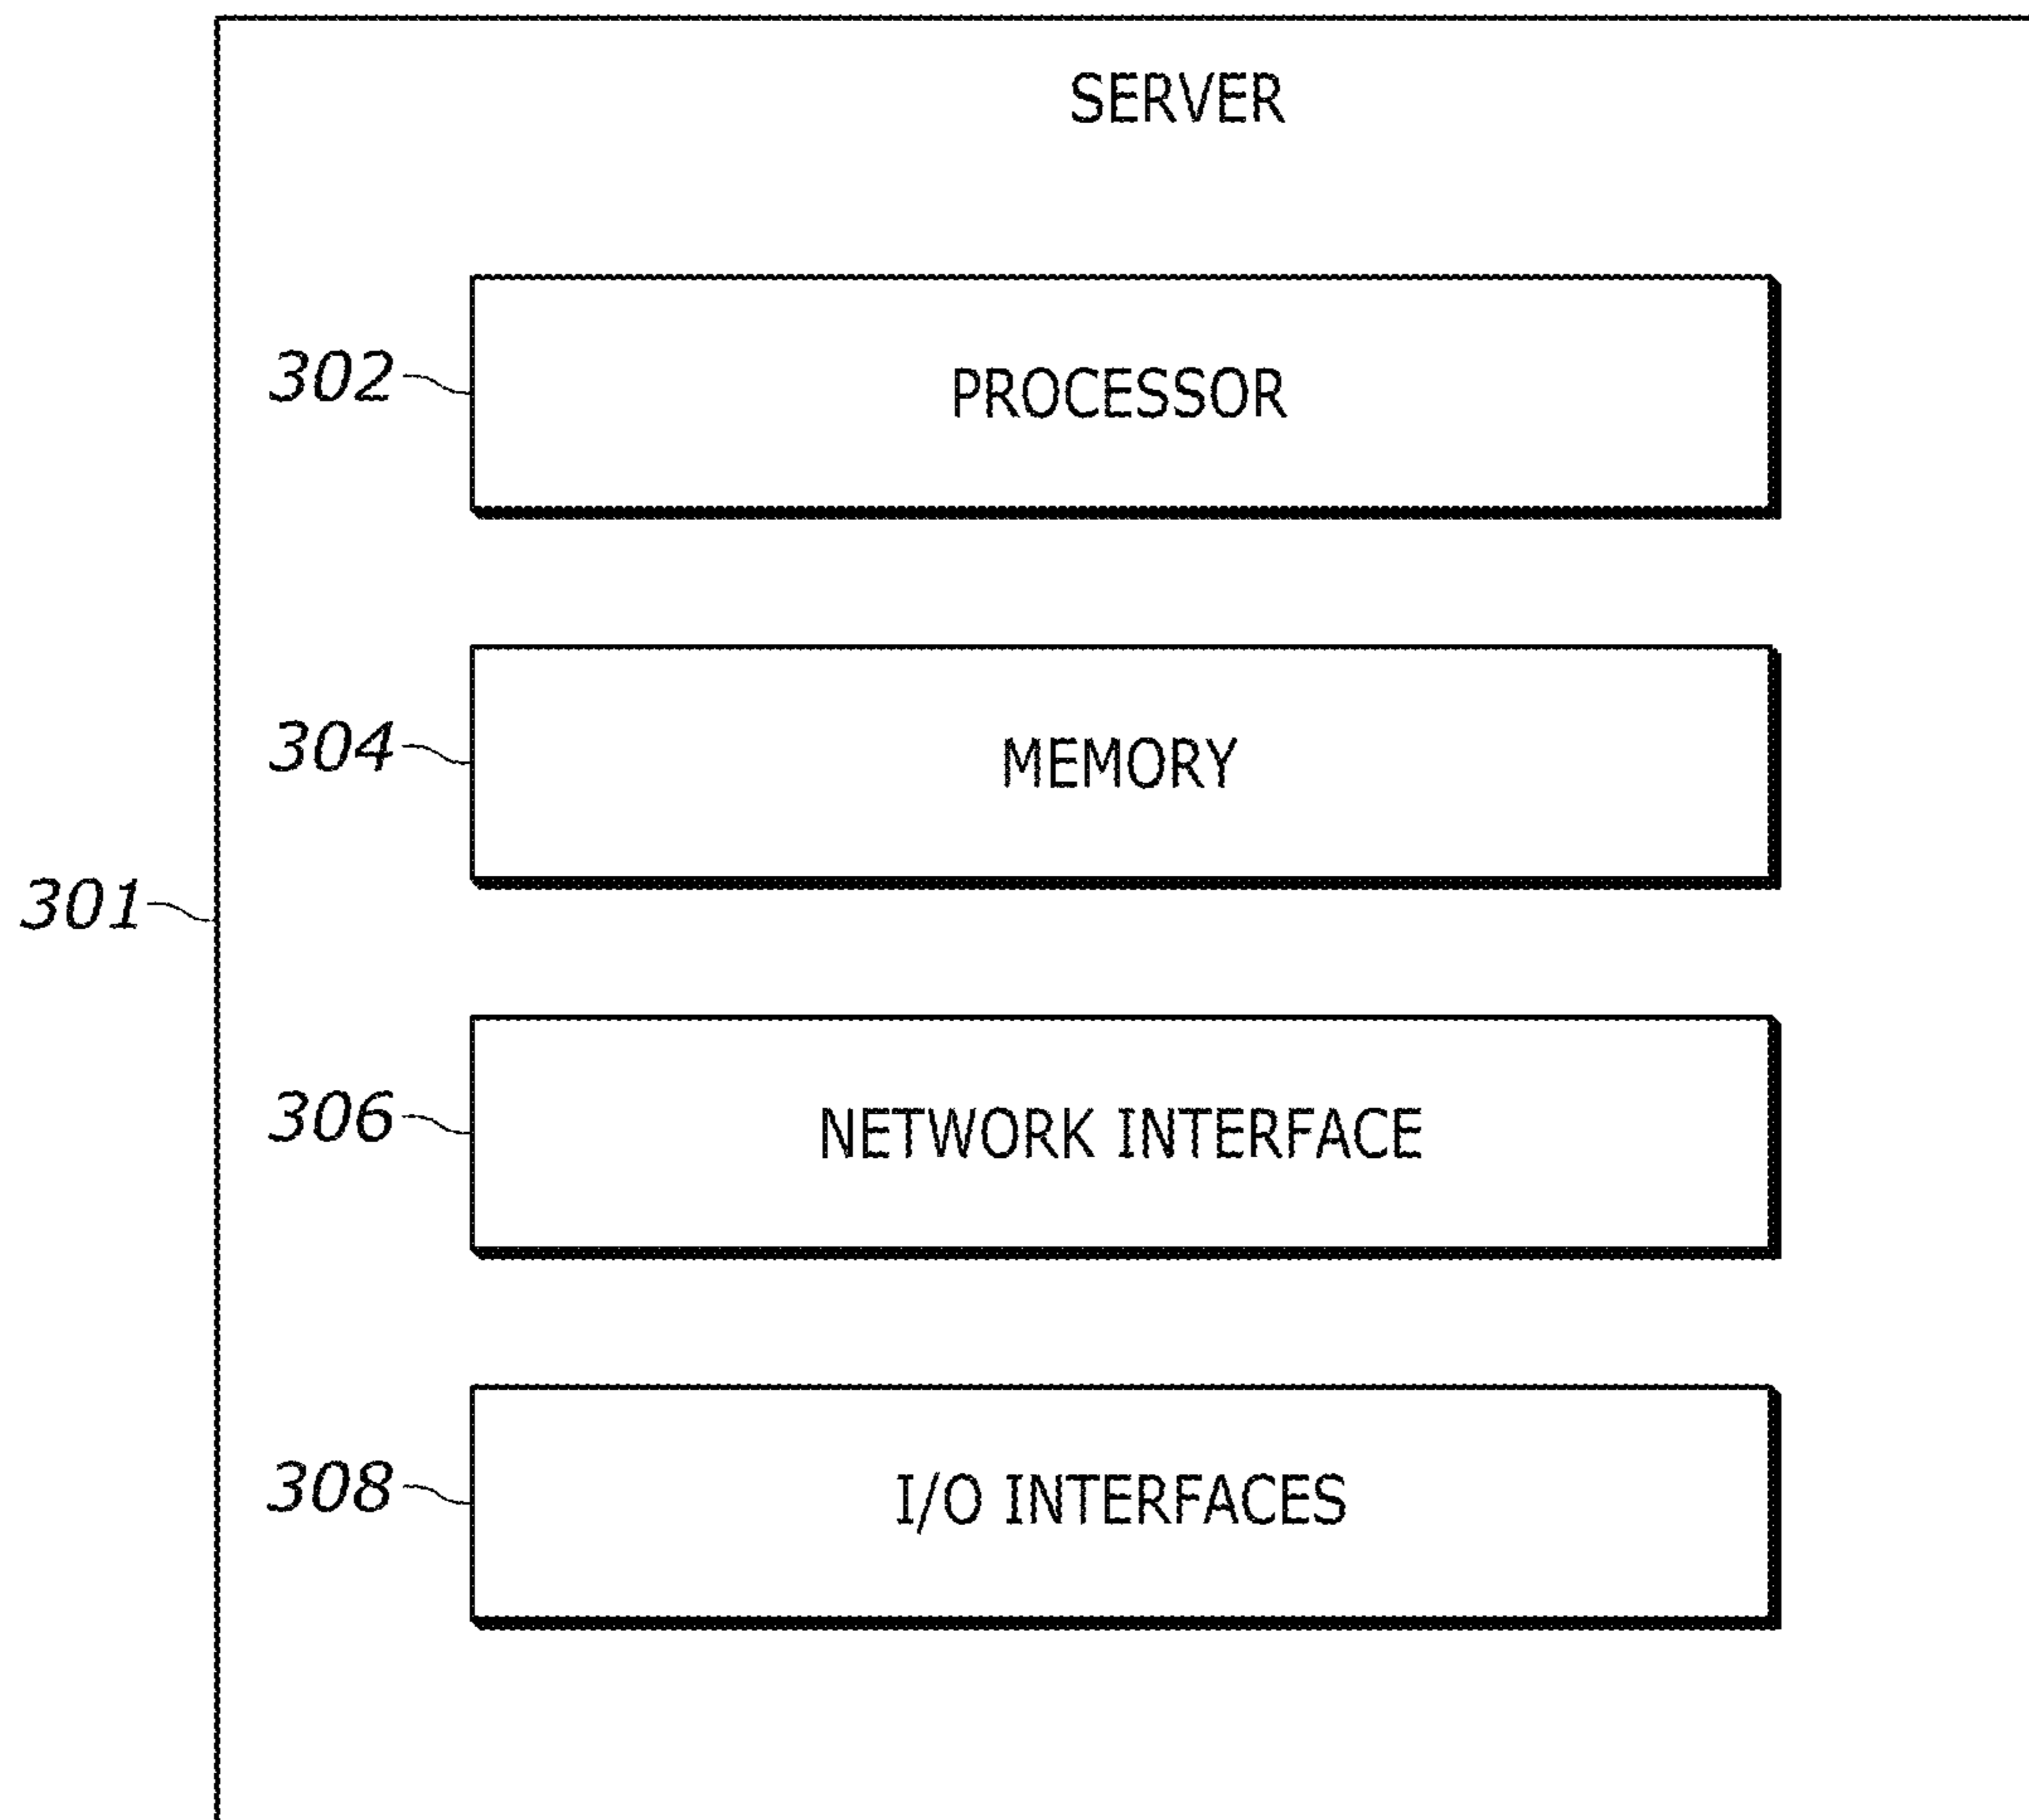 SERVER
302 PROCESSOR
304 MEMORY
301
306 NETWORK INTERFACE
308 I/O INTERFACES